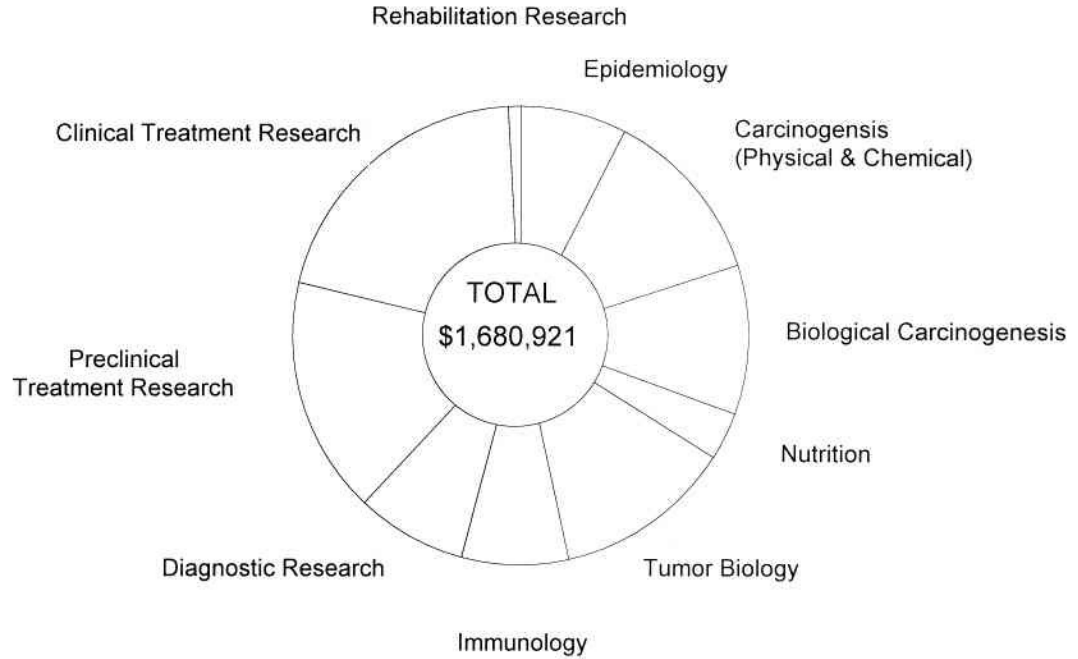 Rehabilitation Research
Epidemiology
Carcinogensis
(Physical & Chemical)
Clinical Treatment Research
TOTAL
$1,680,921
Biological Carcinogenesis
Preclinical
Treatment Research
Nutrition
Diagnostic Research
Tumor Biology
Immunology